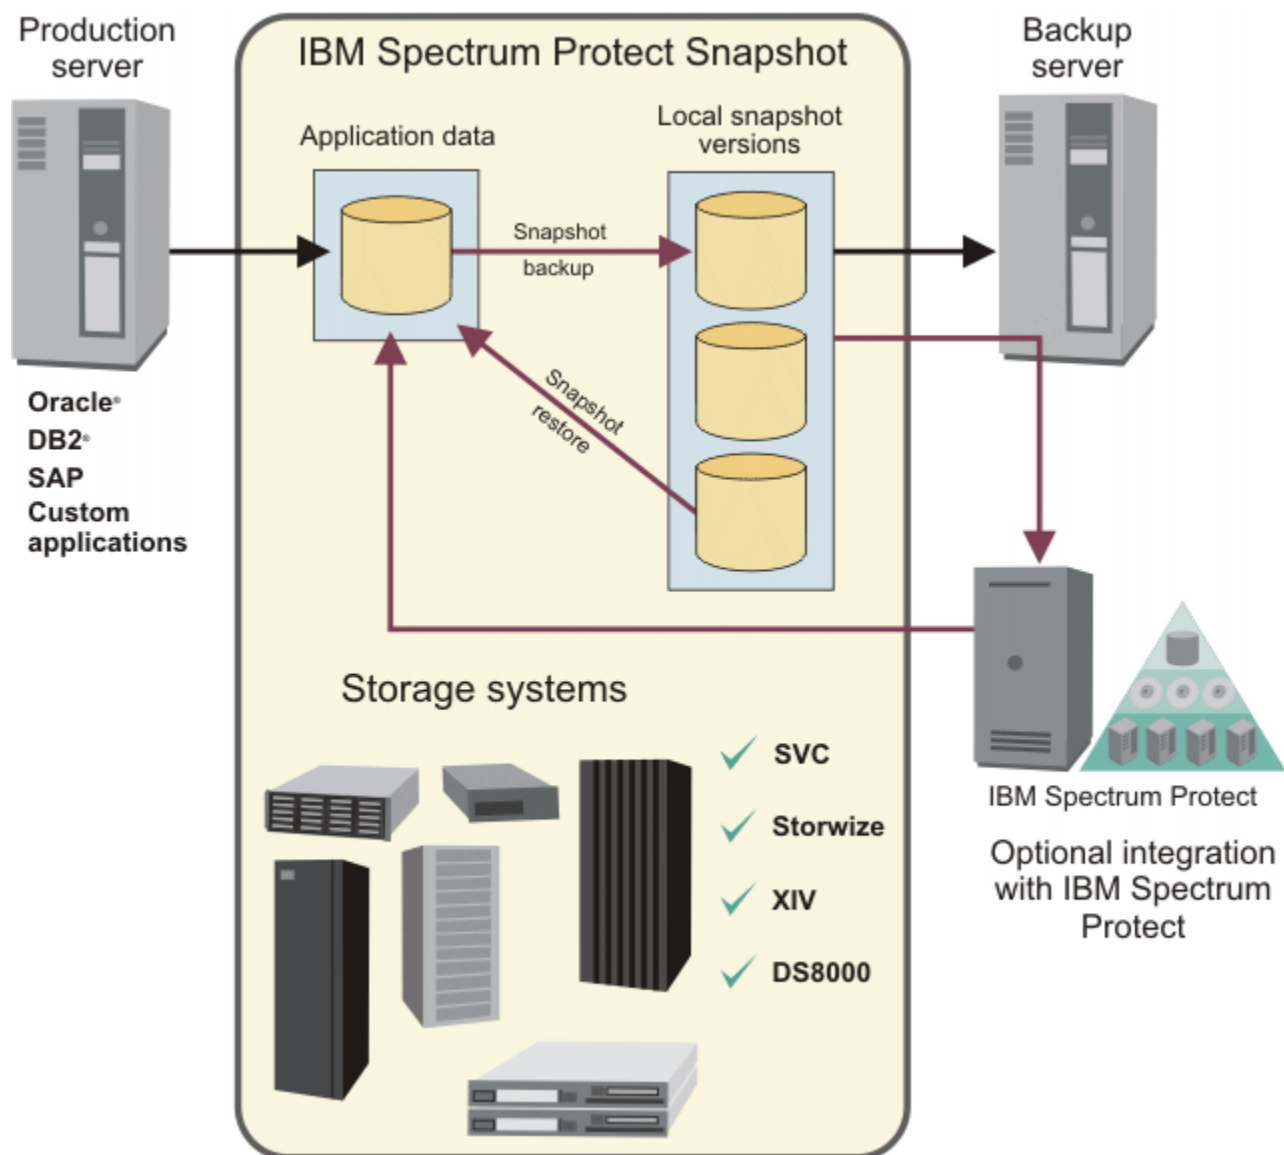 Production
server
IBM Spectrum Protect Snapshot
Backup
server
Application data
Local snapshot
versions
Snapshot
backup
Snapshot
restore
Oracle®
DB2®
SAP
Custom
applications
Storage systems
SVC
Storwize
XIV
DS8000
IBM Spectrum Protect
Optional integration
with IBM Spectrum
Protect